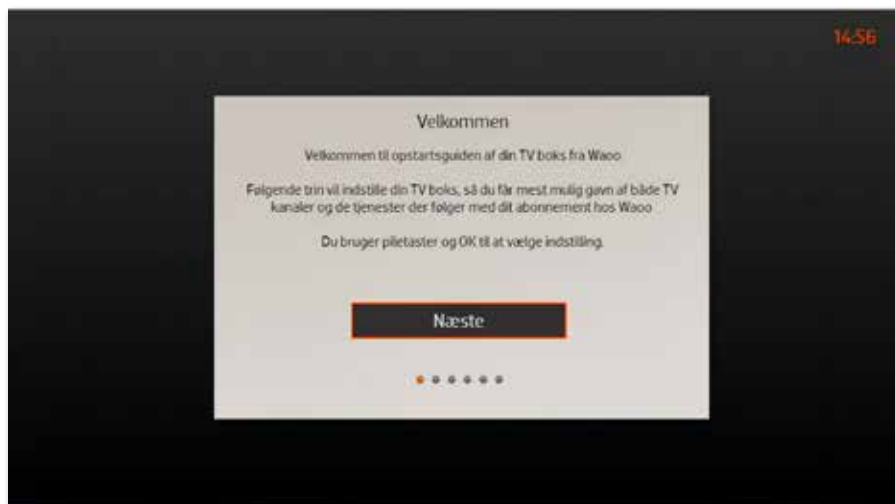 14:56
Velkommen
Velkommen til opstartsguiden af din TV boks fra Waoo
Følgende trin vil indstille din TV boks, så du får mest mulig gavn af både TV
kanaler og de tjenester der følger med dit abonnement hos Waoo
Du bruger piletaster og OK til at vælge indstilling.
Næste